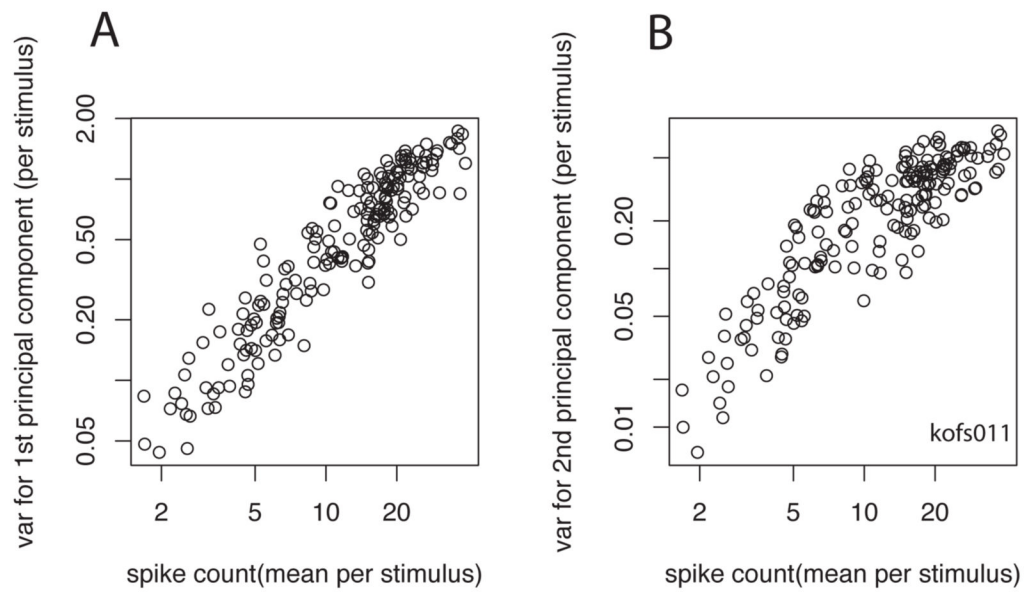 A
var for 1st principal component (per stimulus)
2.00
0.50
0.20
0.05
2 5 10 20
spike count(mean per stimulus)
B
var for 2nd principal component (per stimulus)
0.20
0.05
0.01
kofs011
2 5 10 20
spike count(mean per stimulus)